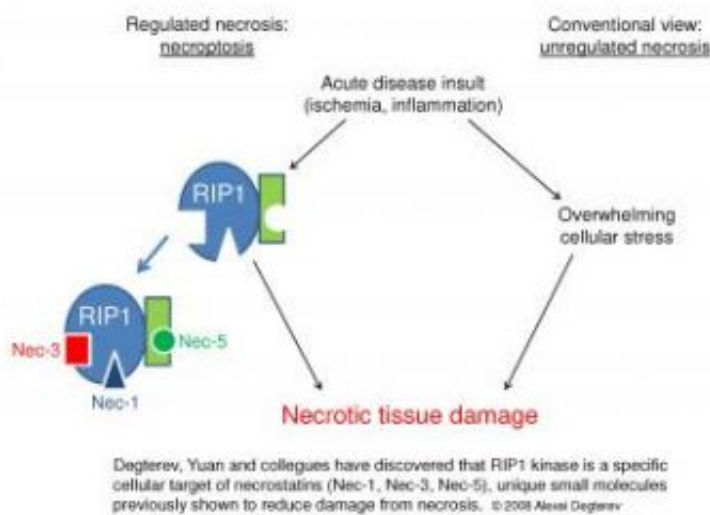 Regulated necrosis:
necroptosis
Conventional view:
unregulated necrosis
Acute disease insult
(ischemia, inflammation)
RIP1
Overwhelming
cellular stress
RIP1
Nec-3
Nec-5
Nec-1
Necrotic tissue damage
Degterev, Yuan and collegues have discovered that RIP1 kinase is a specific
cellular target of necrostatins (Nec-1, Nec-3, Nec-5), unique small molecules
previously shown to reduce damage from necrosis. © 2008 Alexei Degterev